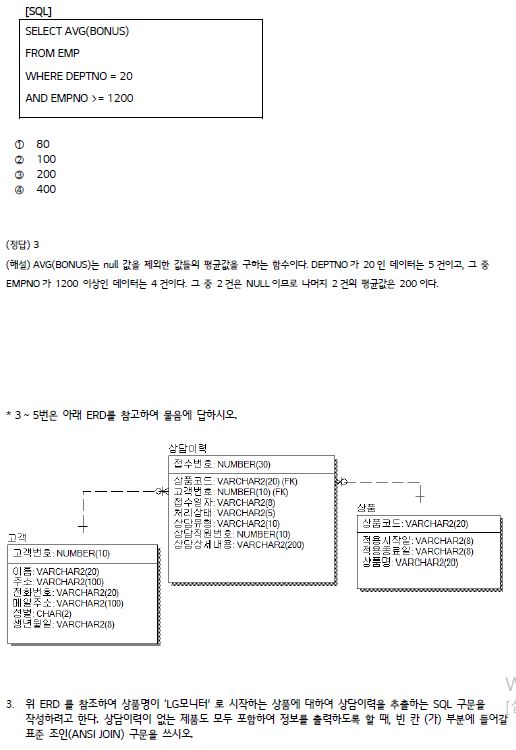 [SQL]
SELECT AVG(BONUS)
FROM EMP
WHERE DEPTNO = 20
AND EMPNO >= 1200
① 80
② 100
③ 200
④ 400
(정답) 3
(해설) AVG(BONUS)는 null 값을 제외한 값들의 평균값을 구하는 함수이다. DEPTNO 가 20 인 데이터는 5 건이고, 그 중
EMPNO 가 1200 이상인 데이터는 4 건이다. 그 중 2 건은 NULL 이므로 나머지 2 건의 평균값은 200 이다.
* 3 ~ 5번은 아래 ERD를 참고하여 물음에 답하시오.
상담이력
접수번호: NUMBER(30)
상품코드: VARCHAR2(20) (FK)
고객번호: NUMBER(10) (FK)
접수일자: VARCHAR2(8)
처리상태: VARCHAR2(5)
상담유형: VARCHAR2(10)
상담직원번호: NUMBER(10)
상담상세내용: VARCHAR2(200)
고객
고객번호: NUMBER(10)
이름: VARCHAR2(20)
주소: VARCHAR2(100)
전화번호: VARCHAR2(20)
메일주소: VARCHAR2(100)
성별: CHAR(2)
생년월일: VARCHAR2(8)
상품
상품코드: VARCHAR2(20)
적용시작일: VARCHAR2(8)
적용종료일: VARCHAR2(8)
상품명: VARCHAR2(20)
3. 위 ERD 를 참조하여 상품명이 'LG모니터' 로 시작하는 상품에 대하여 상담이력을 추출하는 SQL 구문을
작성하려고 한다. 상담이력이 없는 제품도 모두 포함하여 정보를 출력하도록 할 때, 빈 칸 (가) 부분에 들어갈
표준 조인(ANSI JOIN) 구문을 쓰시오.